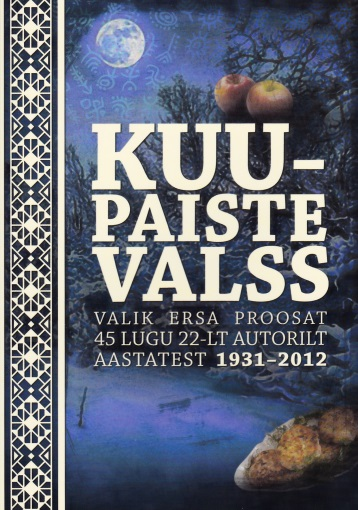 KUU-
PAISTE
VALSS
VALIK ERSA PROOSAT
45 LUGU 22-LT AUTORILT
AASTATEST 1931–2012